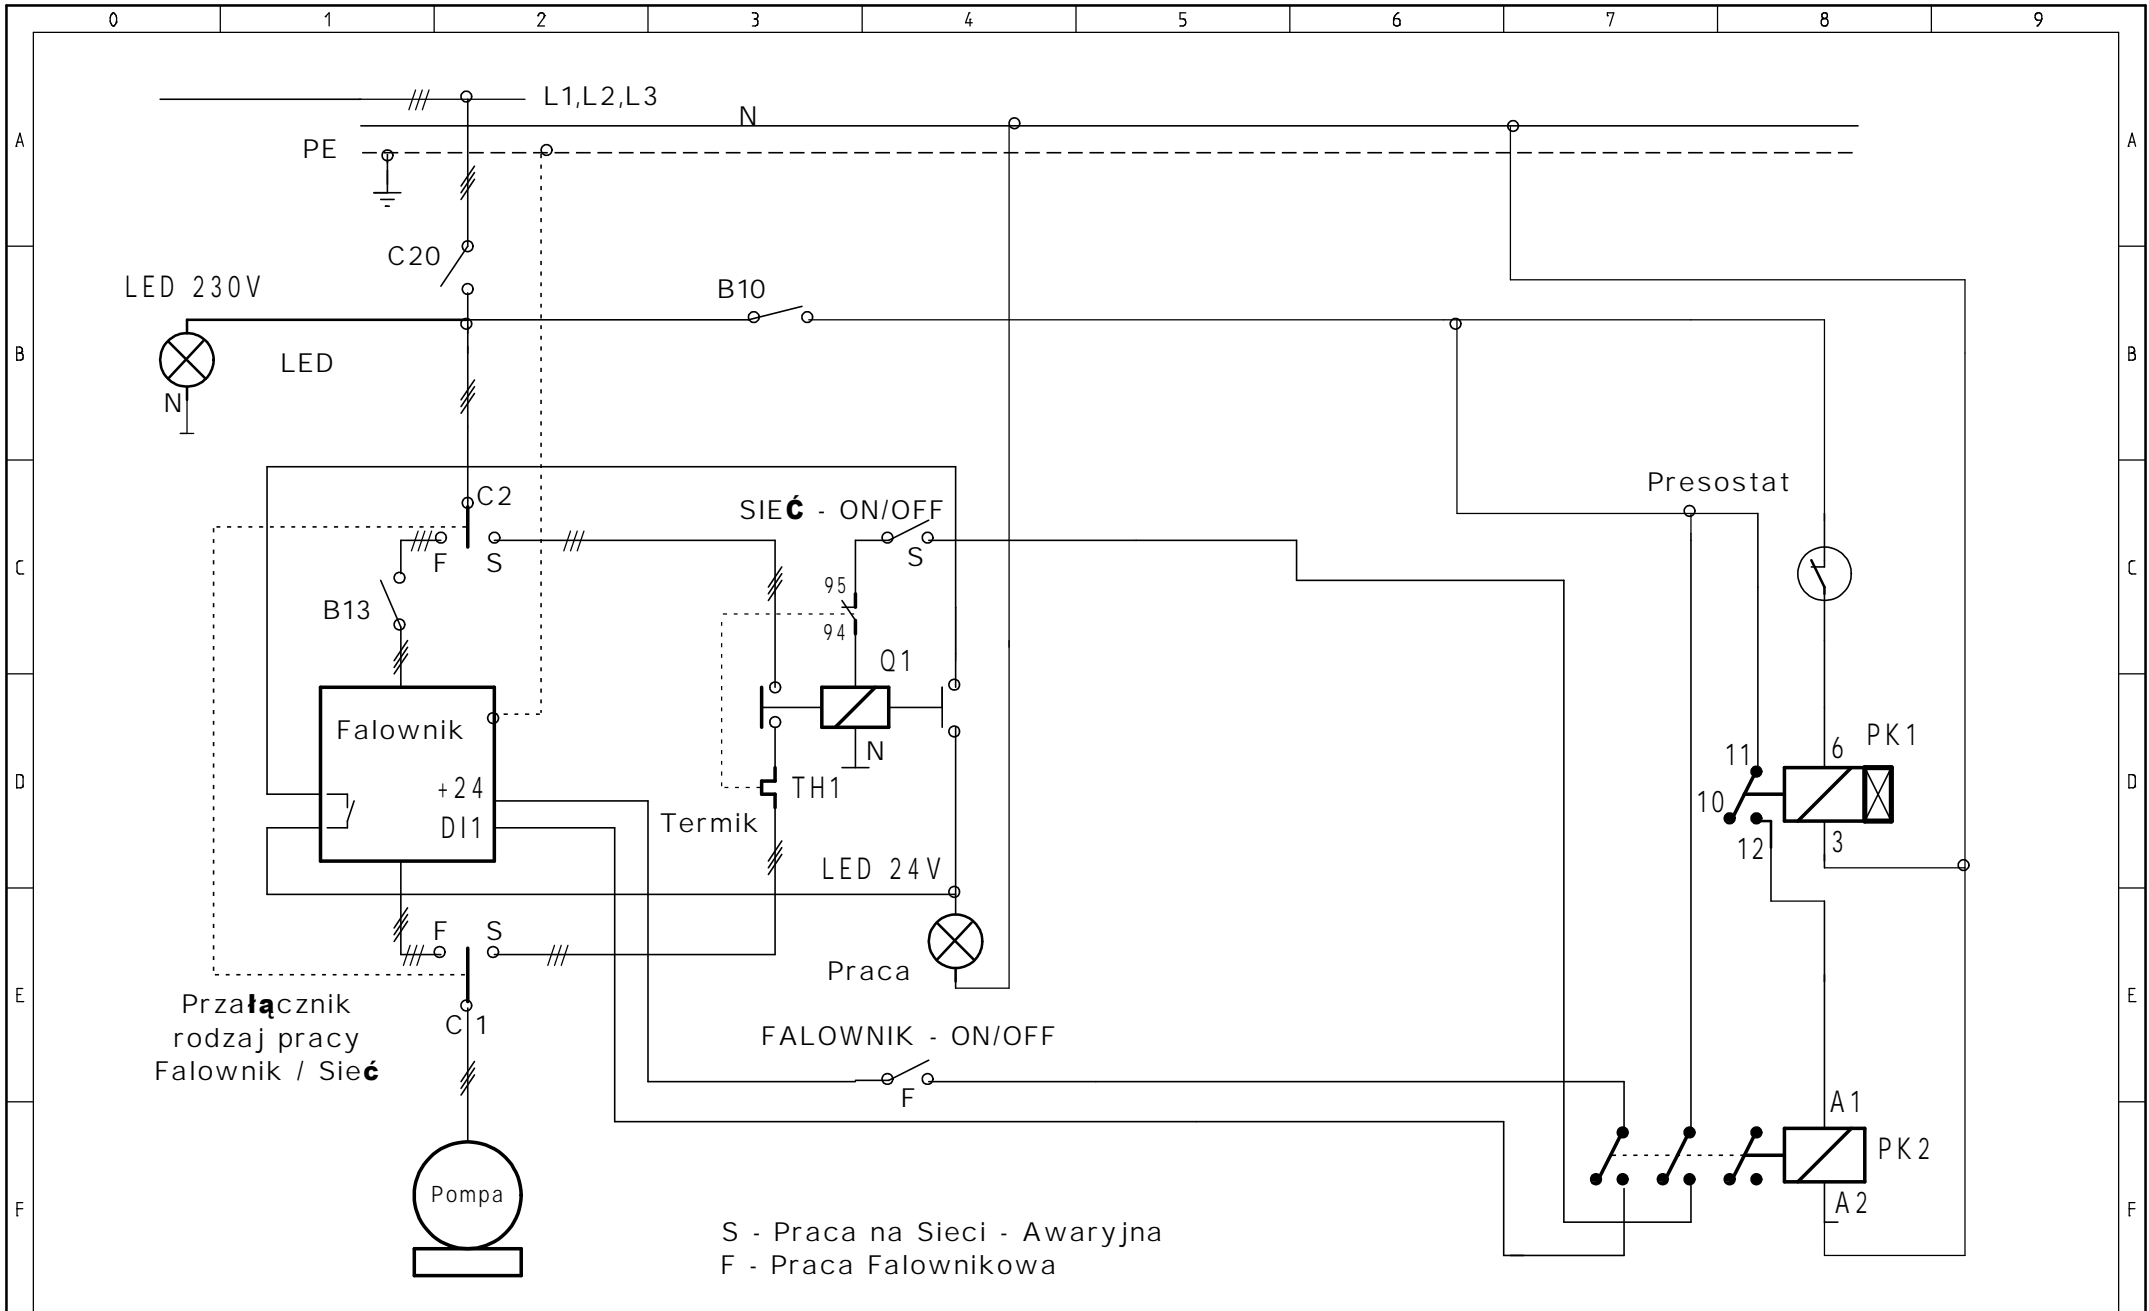 0 1 2 3 4 5 6 7 8 9
L1,L2,L3
N
A
PE
A
C20
LED 230V
B10
B
LED
B
N
Presostat
C2
SIEĆ - ON/OFF
F S
S
C
95
C
B13
94
Q1
PK1
Falownik
N
6
11
D
+24
TH1
10
D
DI1
Termik
12
3
LED 24V
F S
Praca
E
E
Przałącznik
rodzaj pracy
Falownik / Sieć
C 1
FALOWNIK - ON/OFF
F
A1
PK2
Pompa
A2
F
F
S - Praca na Sieci - Awaryjna
F - Praca Falownikowa